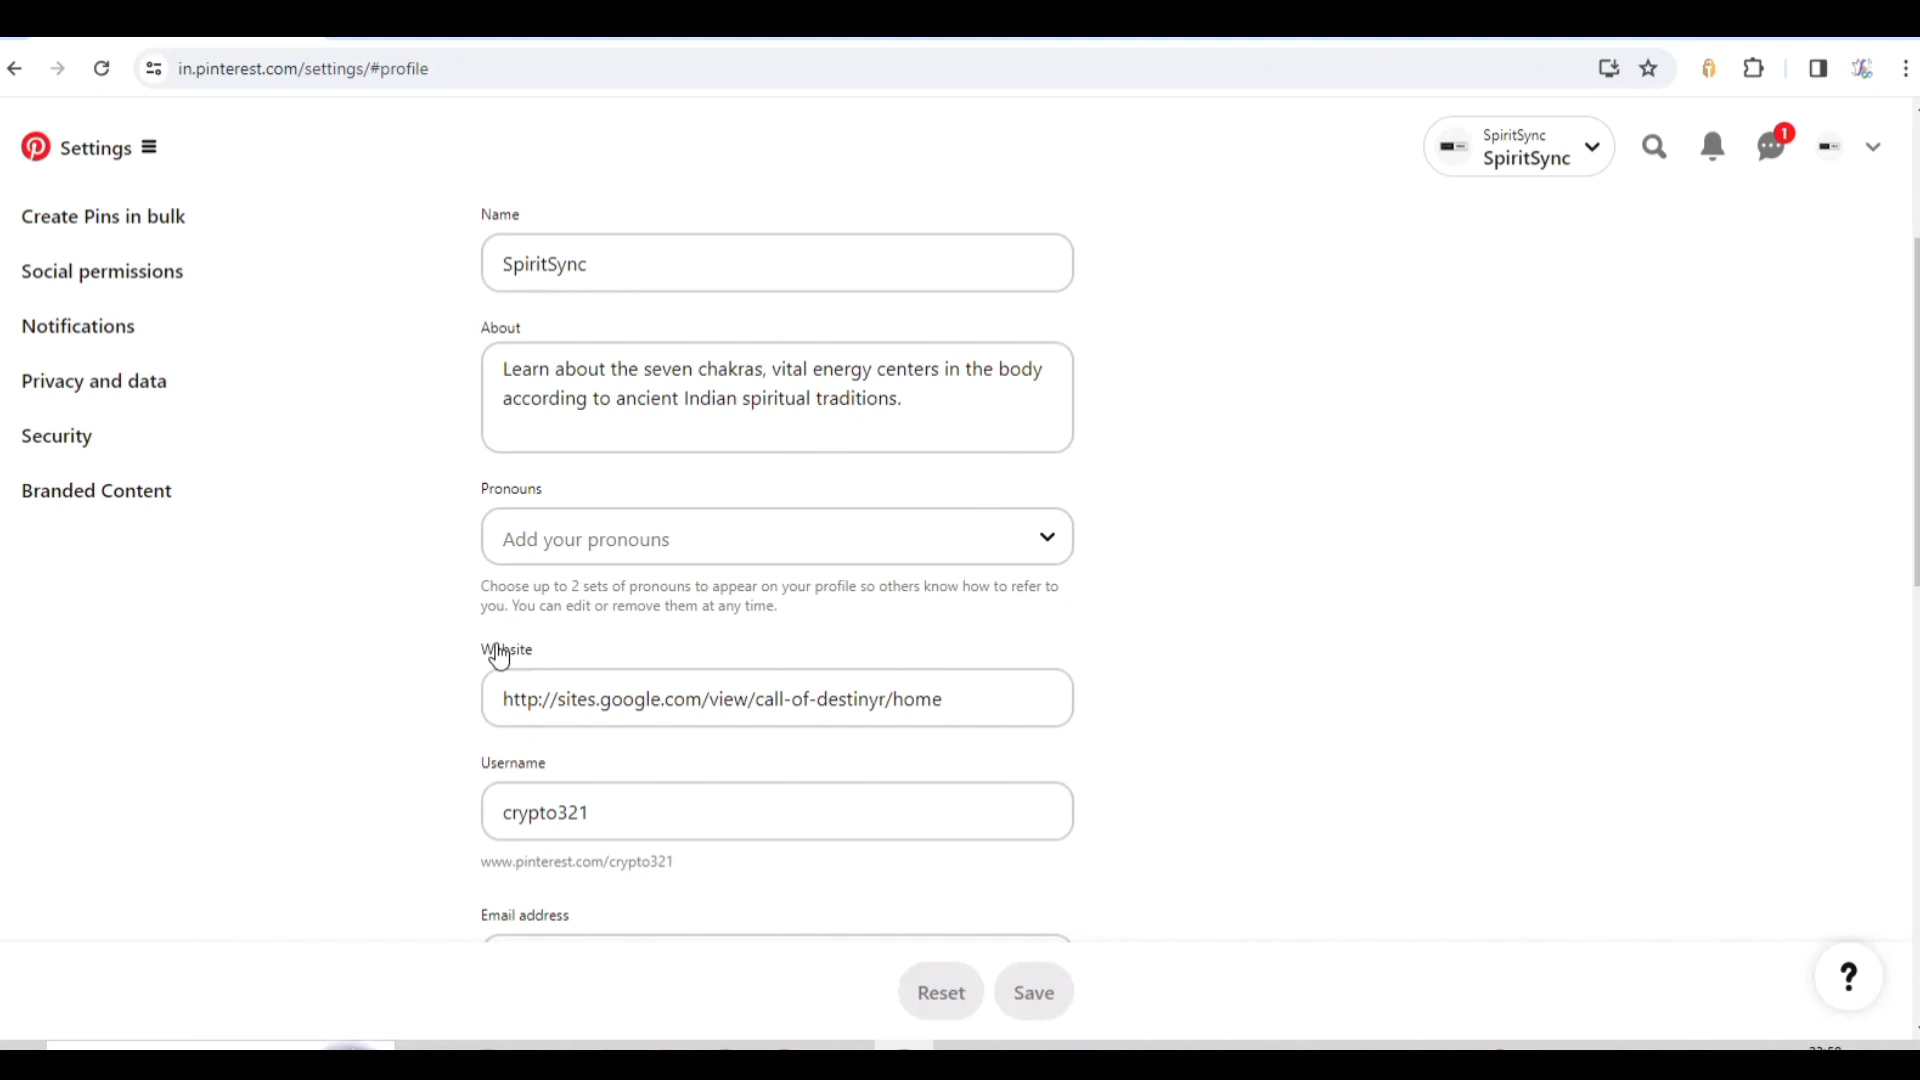 in.pinterest.com/settings/#profile
Settings
SpiritSync
SpiritSync
1
Create Pins in bulk
Social permissions
Notifications
Privacy and data
Security
Branded Content
Name
SpiritSync
About
Learn about the seven chakras, vital energy centers in the body
according to ancient Indian spiritual traditions.
Pronouns
Add your pronouns
Choose up to 2 sets of pronouns to appear on your profile so others know how to refer to
you. You can edit or remove them at any time.
Website
http://sites.google.com/view/call-of-destinyr/home
Username
crypto321
www.pinterest.com/crypto321
Email address
Reset
Save
?